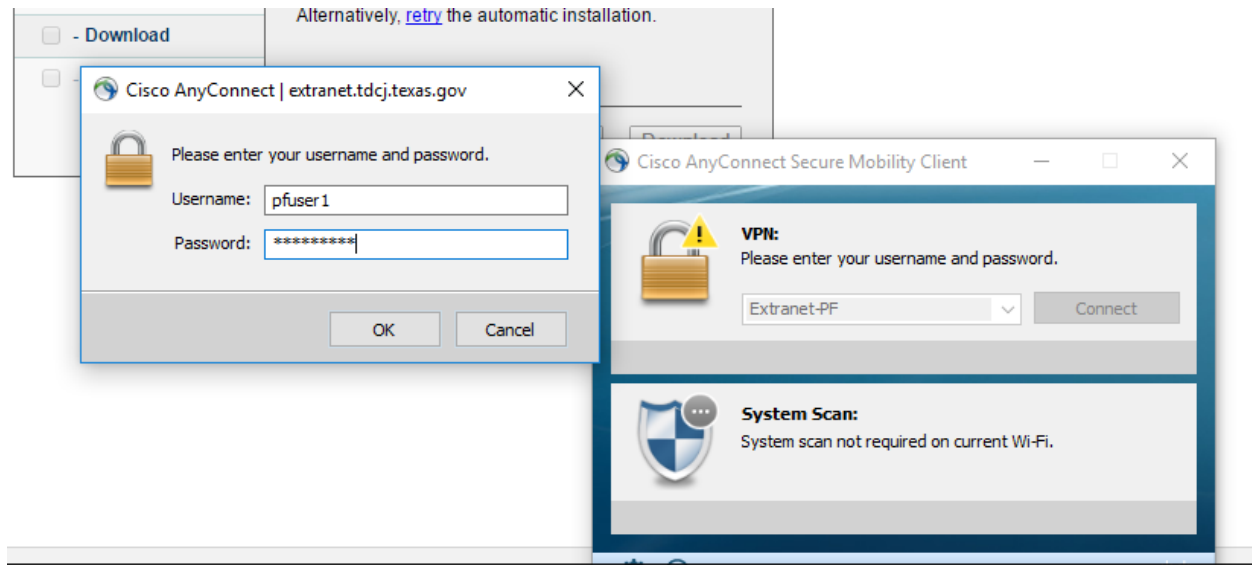 Alternatively, retry the automatic installation.
- Download
-
Cisco AnyConnect | extranet.tdcj.texas.gov
Please enter your username and password.
Username: pfuser1
Password: *********
OK Cancel
Download
Cisco AnyConnect Secure Mobility Client
VPN:
Please enter your username and password.
Extranet-PF Connect
System Scan:
System scan not required on current Wi-Fi.